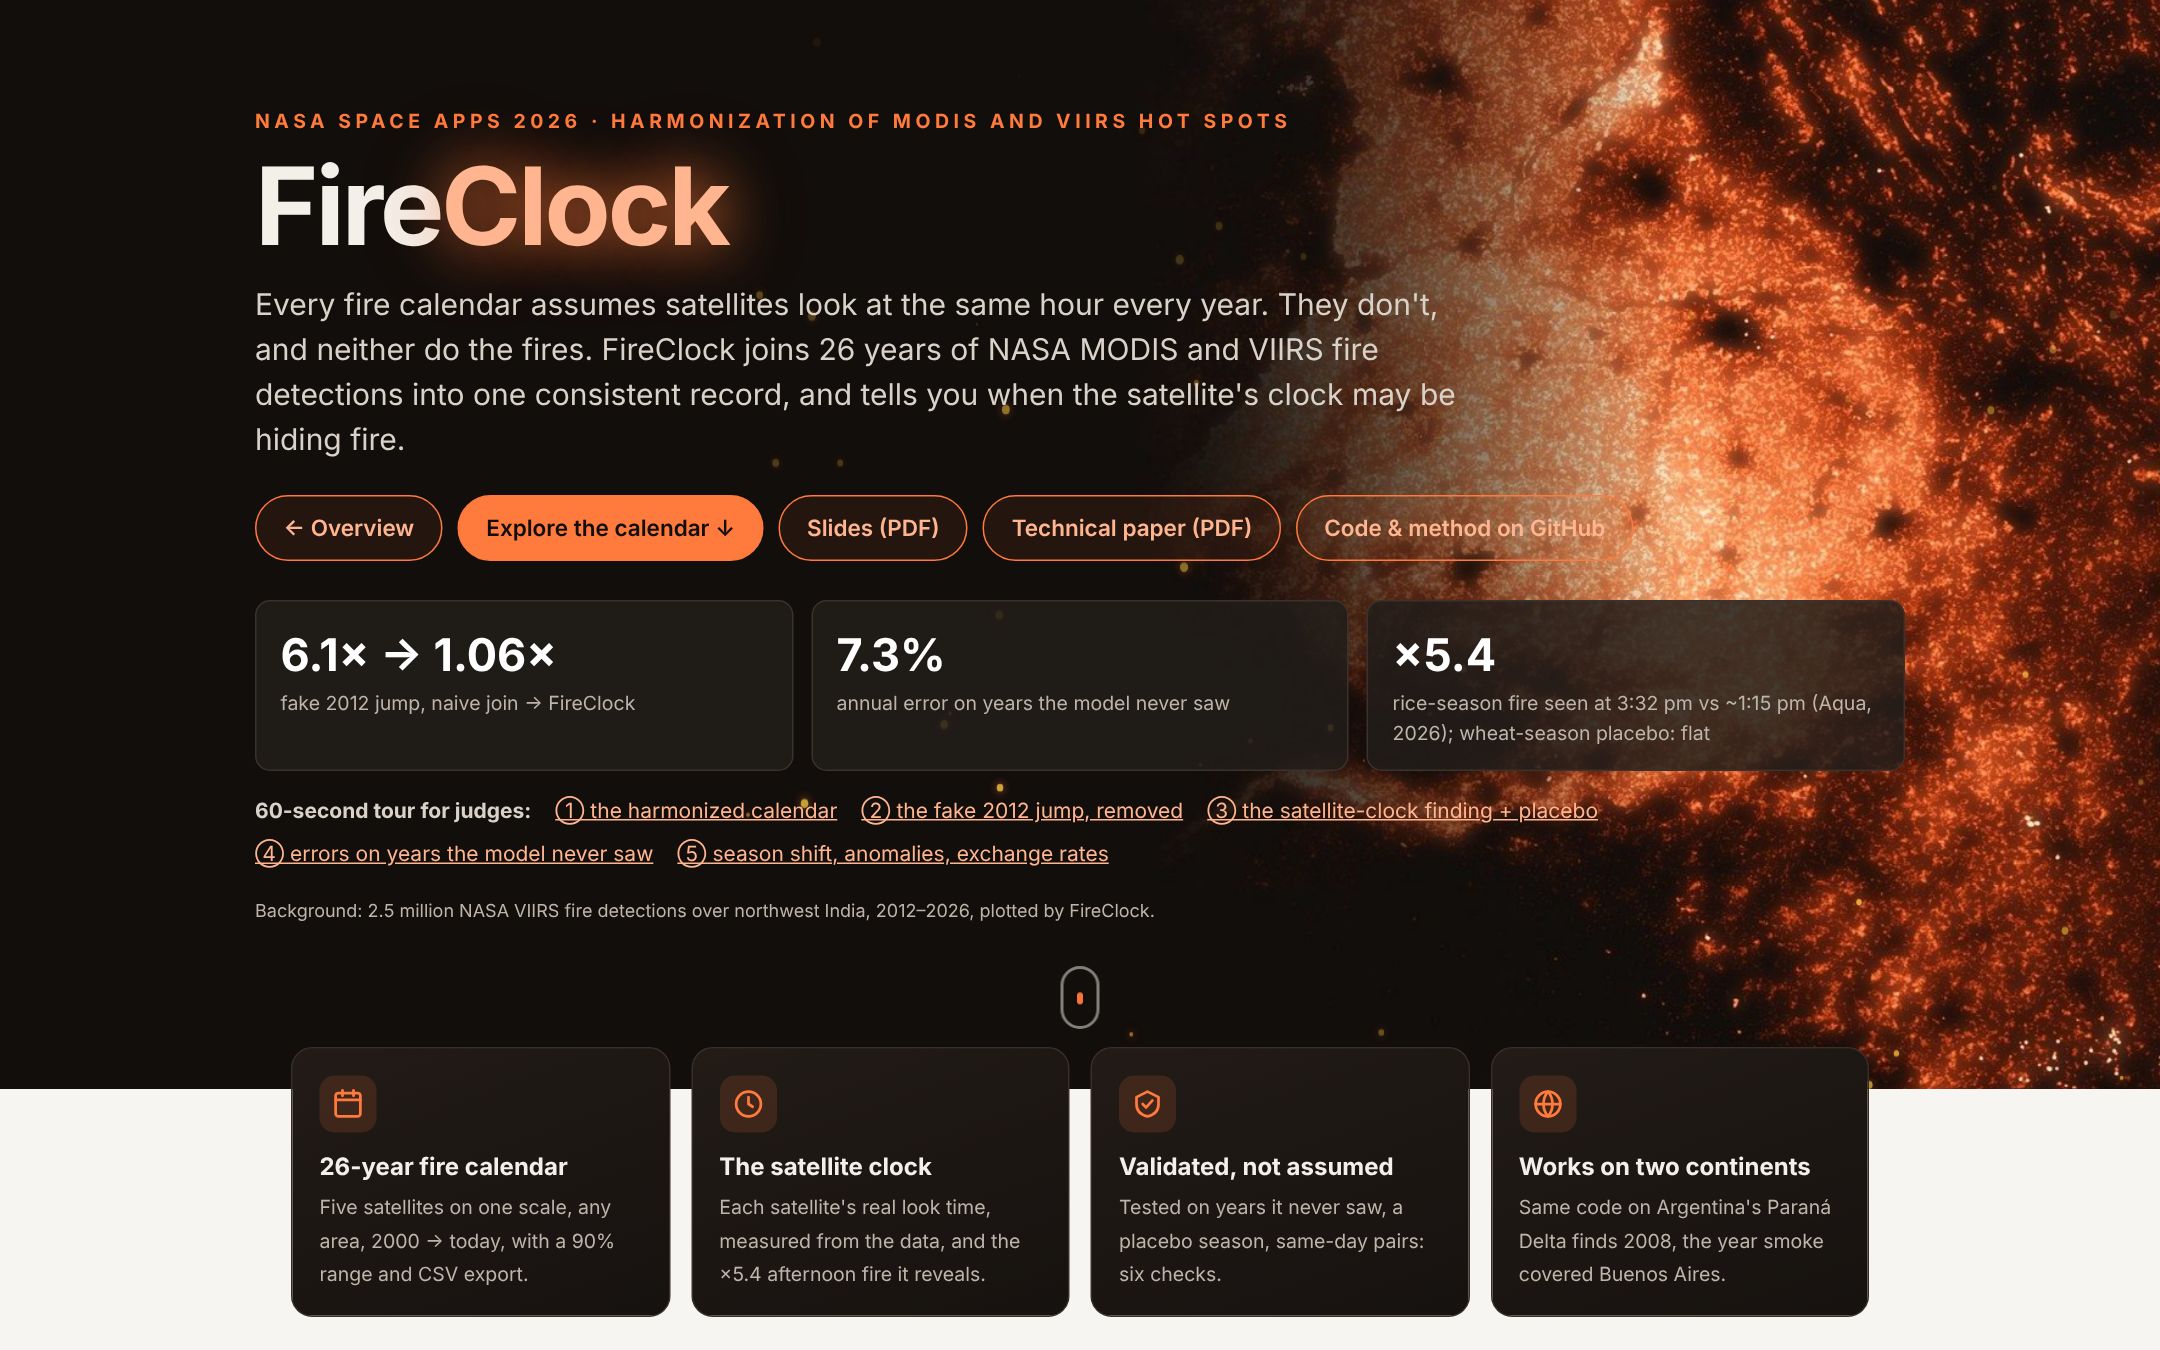 NASA SPACE APPS 2026 · HARMONIZATION OF MODIS AND VIIRS HOT SPOTS
FireClock
Every fire calendar assumes satellites look at the same hour every year. They don't,
and neither do the fires. FireClock joins 26 years of NASA MODIS and VIIRS fire
detections into one consistent record, and tells you when the satellite's clock may be
hiding fire.
← Overview
Explore the calendar ↓
Slides (PDF)
Technical paper (PDF)
Code & method on GitHub
6.1× → 1.06×
fake 2012 jump, naive join → FireClock
7.3%
annual error on years the model never saw
×5.4
rice-season fire seen at 3:32 pm vs ~1:15 pm (Aqua,
2026); wheat-season placebo: flat
60-second tour for judges: ① the harmonized calendar ② the fake 2012 jump, removed ③ the satellite-clock finding + placebo
④ errors on years the model never saw ⑤ season shift, anomalies, exchange rates
Background: 2.5 million NASA VIIRS fire detections over northwest India, 2012–2026, plotted by FireClock.
26-year fire calendar
Five satellites on one scale, any
area, 2000 → today, with a 90%
range and CSV export.
The satellite clock
Each satellite's real look time,
measured from the data, and the
×5.4 afternoon fire it reveals.
Validated, not assumed
Tested on years it never saw, a
placebo season, same-day pairs:
six checks.
Works on two continents
Same code on Argentina's Paraná
Delta finds 2008, the year smoke
covered Buenos Aires.